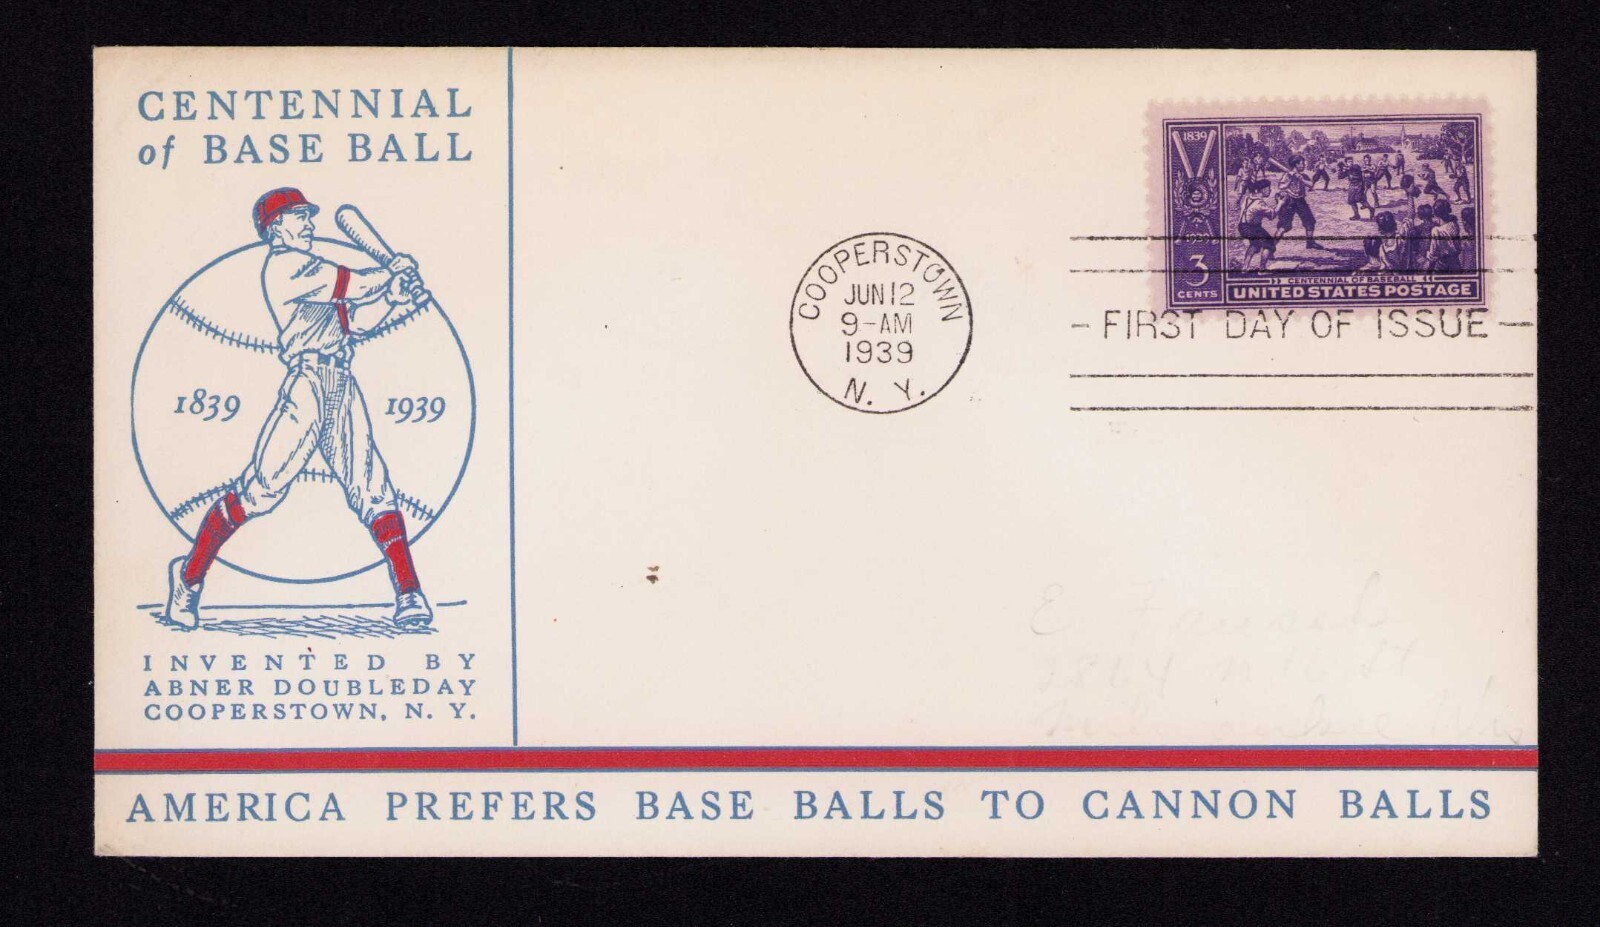 CENTENNIAL
of BASE BALL
1839 1939
INVENTED BY
ABNER DOUBLEDAY
COOPERSTOWN, N. Y.
COOPERSTOWN
JUN 12
9-AM
1939
N. Y.
1839
1939
3
CENTS
CENTENNIAL OF BASEBALL
UNITED STATES POSTAGE
- FIRST DAY OF ISSUE -
AMERICA PREFERS BASE BALLS TO CANNON BALLS